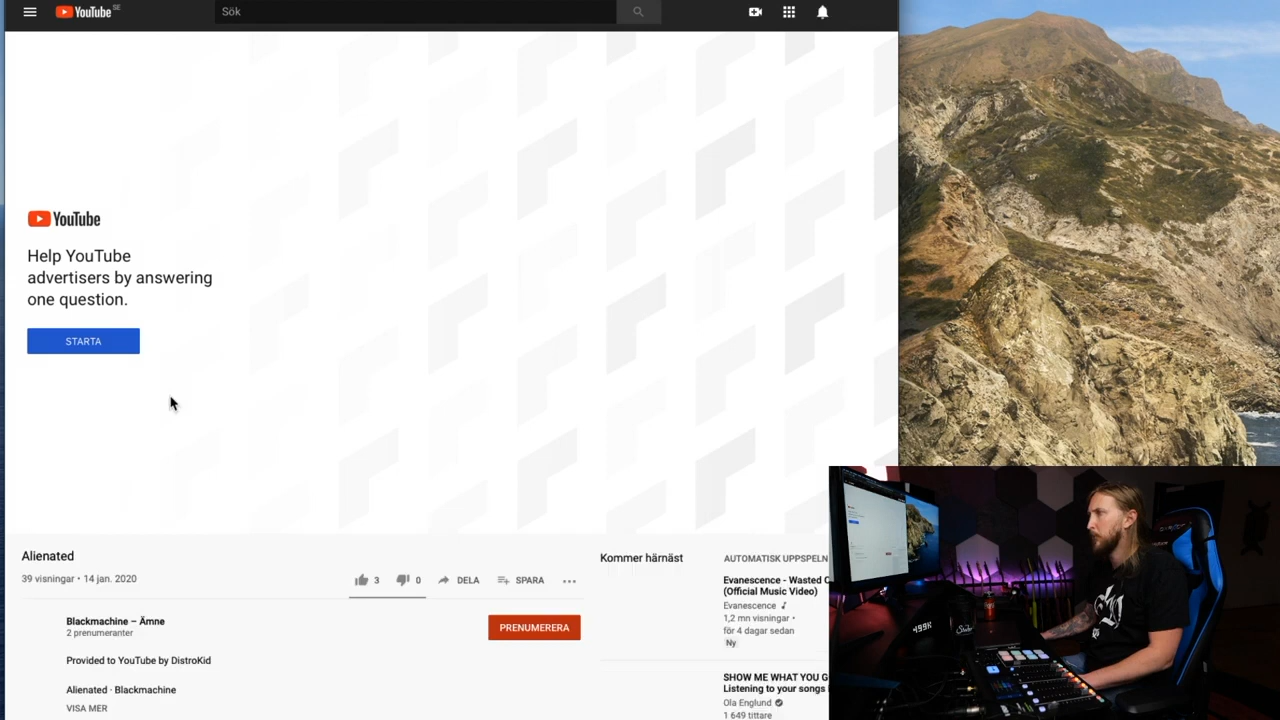 YouTube SE
Sök
YouTube
Help YouTube
advertisers by answering
one question.
STARTA
Alienated
39 visningar • 14 jan. 2020
3
0
DELA
SPARA
Blackmachine – Ämne
2 prenumeranter
PRENUMERERA
Provided to YouTube by DistroKid
Alienated · Blackmachine
VISA MER
Kommer härnäst
AUTOMATISK UPPSPELN
Evanescence - Wasted
(Official Music Video)
Evanescence
1,2 mn visningar •
för 4 dagar sedan
Ny
SHOW ME WHAT YOU G
Listening to your songs
Ola Englund
1 649 tittare
499K